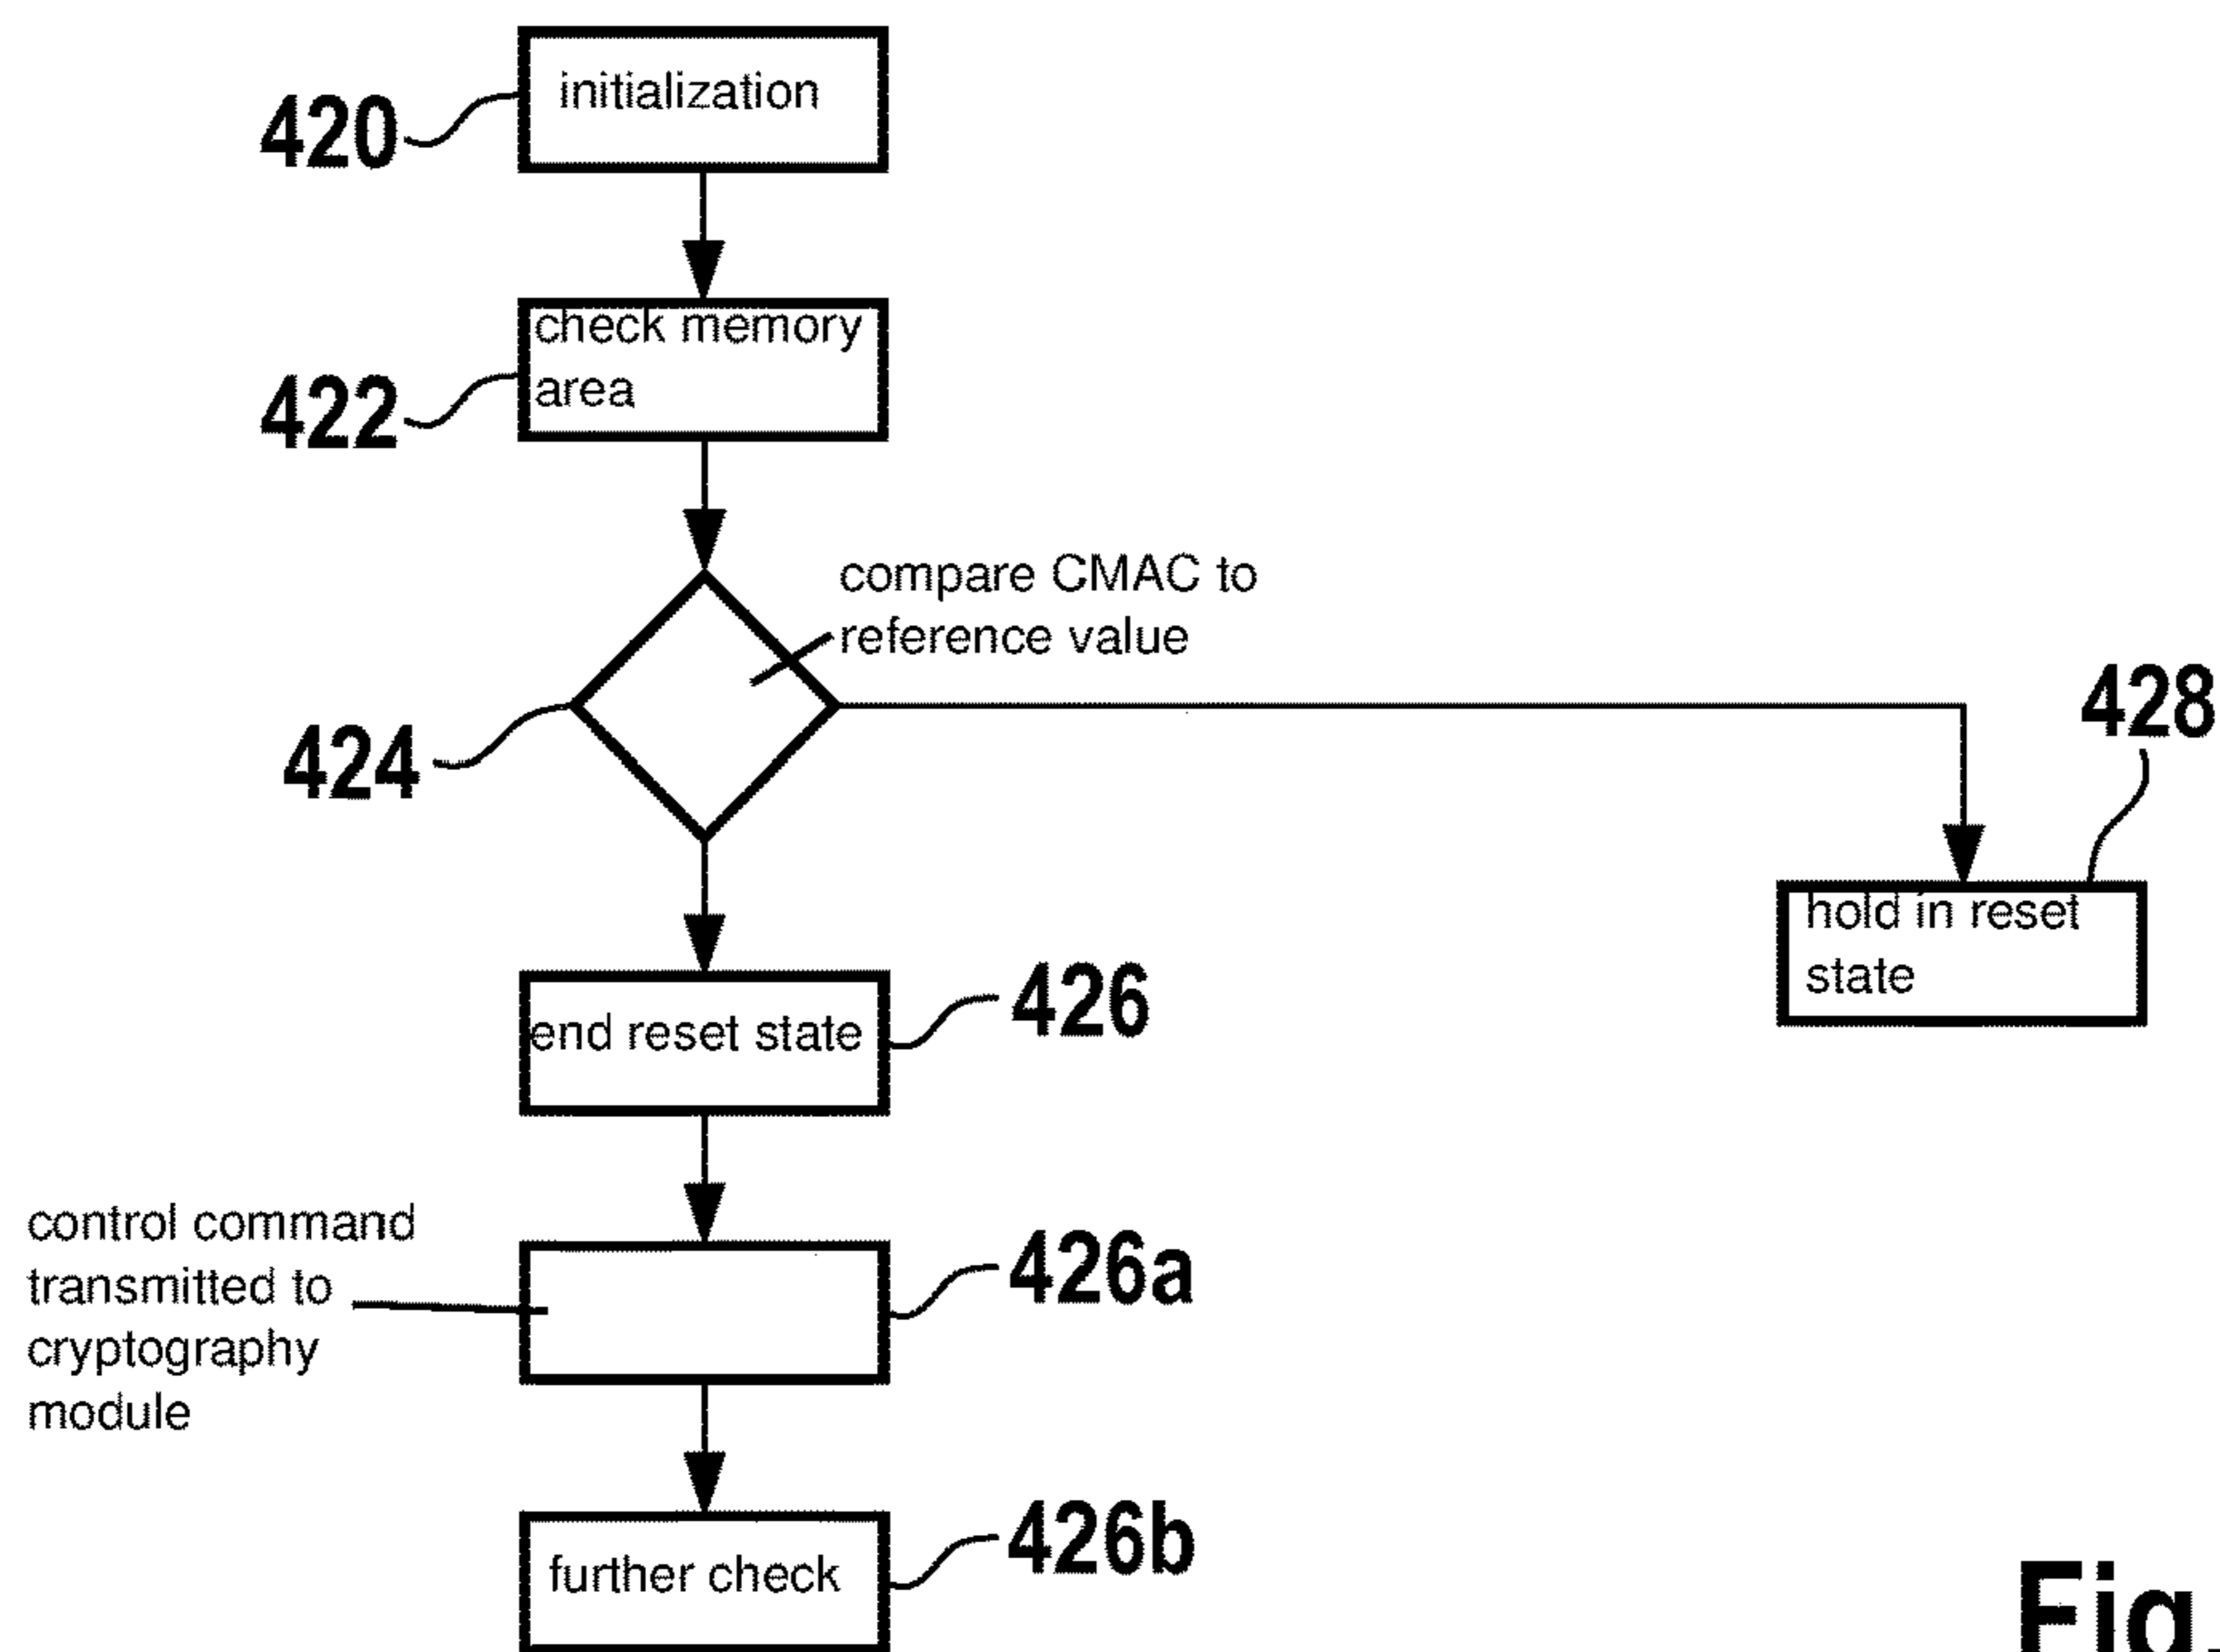 initialization
420
check memory
area
422
compare CMAC to
reference value
424
428
hold in reset
state
end reset state
426
control command
transmitted to
cryptography
module
426a
further check
426b
Fig.